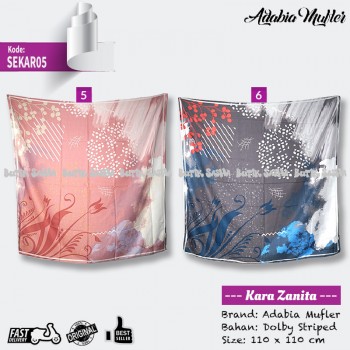 Adabia Mufler
Kode:
SEKAR05
5
6
--- Kara Zanita ---
Brand: Adabia Mufler
Bahan: Dolby Striped
Size: 110 x 110 cm
FAST
DELIVERY
ORIGINAL
BEST
SELLER